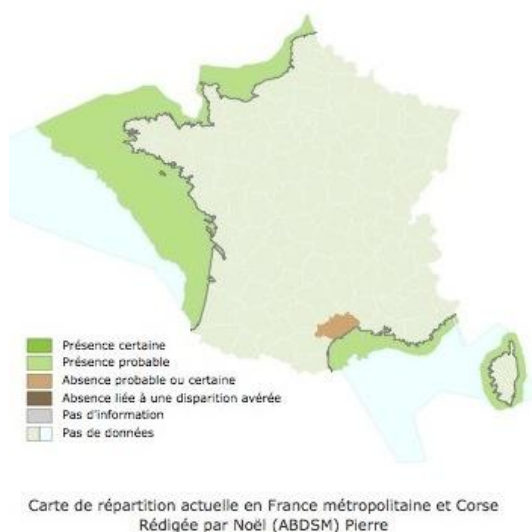 Présence certaine
Présence probable
Absence probable ou certaine
Absence liée à une disparition avérée
Pas d'information
Pas de données
Carte de répartition actuelle en France métropolitaine et Corse
Rédigée par Noël (ABDSM) Pierre